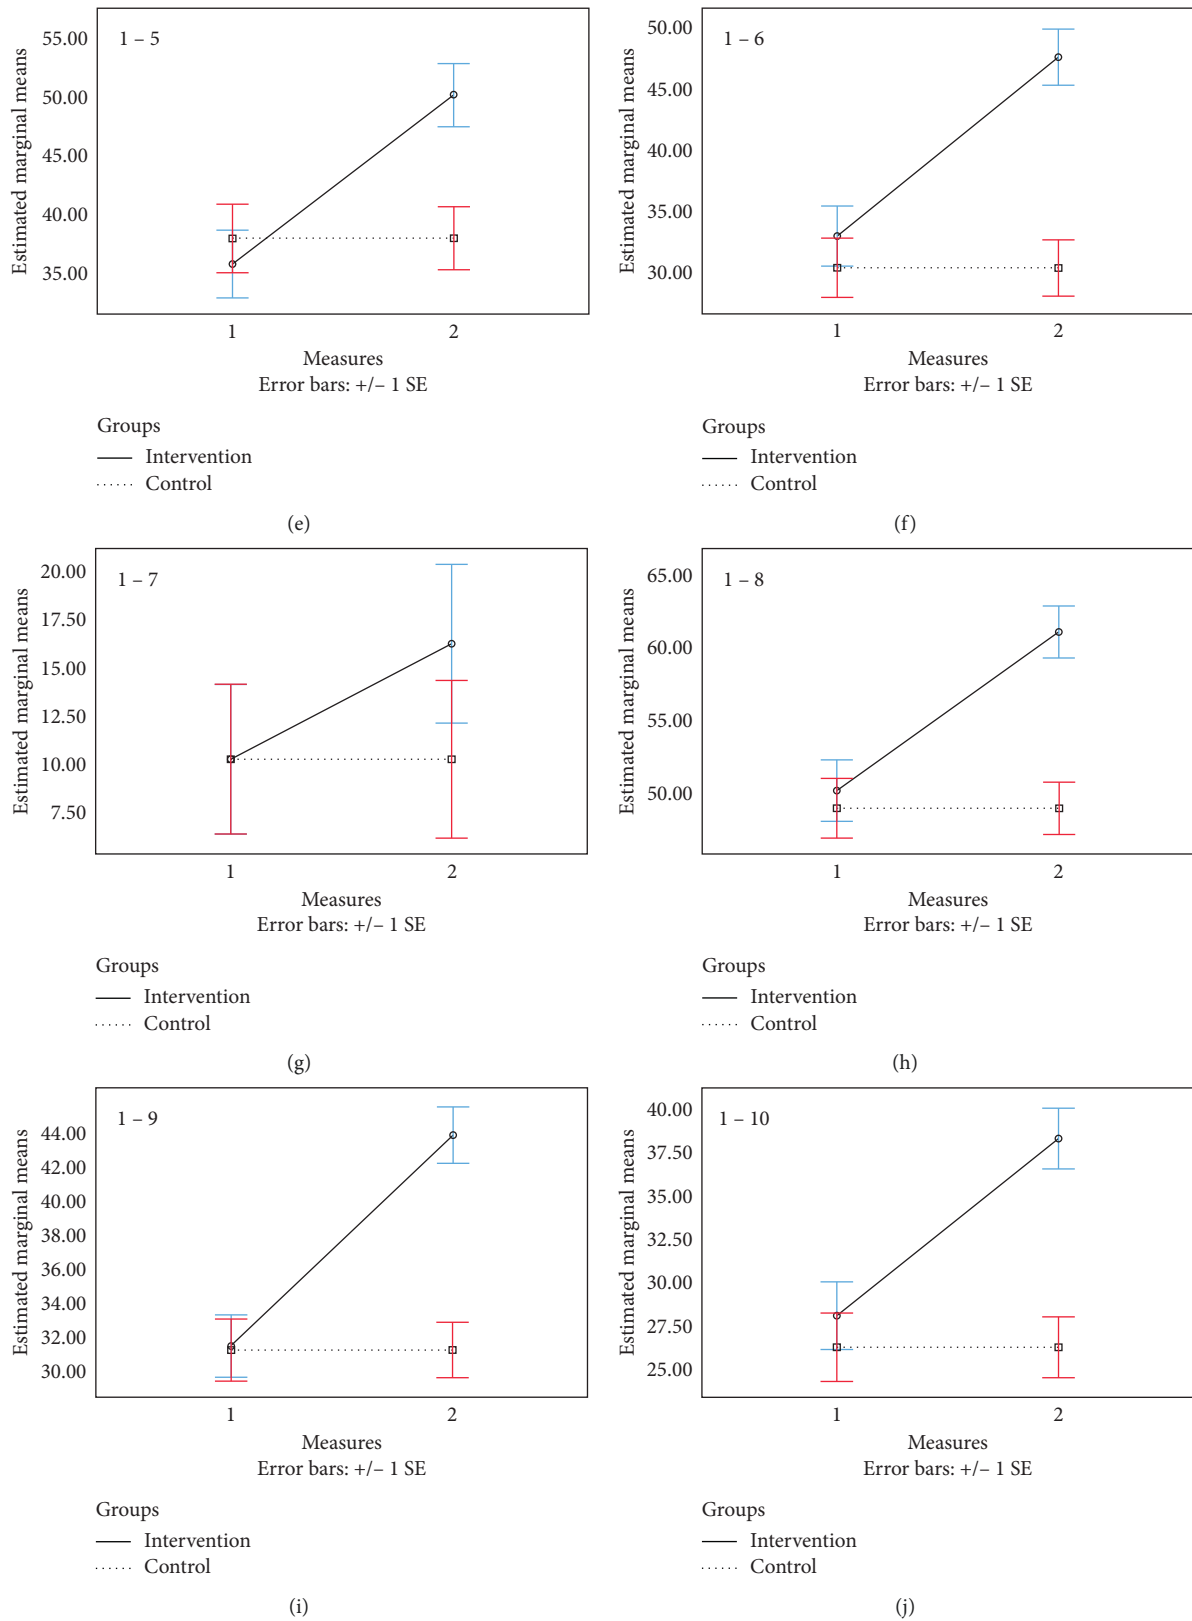 1 – 5
Estimated marginal means
55.00
50.00
45.00
40.00
35.00
1 2
Measures
Error bars: +/– 1 SE
Groups
Intervention
Control
(e)
1 – 6
Estimated marginal means
50.00
45.00
40.00
35.00
30.00
1 2
Measures
Error bars: +/– 1 SE
Groups
Intervention
Control
(f)
1 – 7
Estimated marginal means
20.00
17.50
15.00
12.50
10.00
7.50
1 2
Measures
Error bars: +/– 1 SE
Groups
Intervention
Control
(g)
1 – 8
Estimated marginal means
65.00
60.00
55.00
50.00
1 2
Measures
Error bars: +/– 1 SE
Groups
Intervention
Control
(h)
1 – 9
Estimated marginal means
44.00
42.00
40.00
38.00
36.00
34.00
32.00
30.00
1 2
Measures
Error bars: +/– 1 SE
Groups
Intervention
Control
(i)
1 – 10
Estimated marginal means
40.00
37.50
35.00
32.50
30.00
27.50
25.00
1 2
Measures
Error bars: +/– 1 SE
Groups
Intervention
Control
(j)